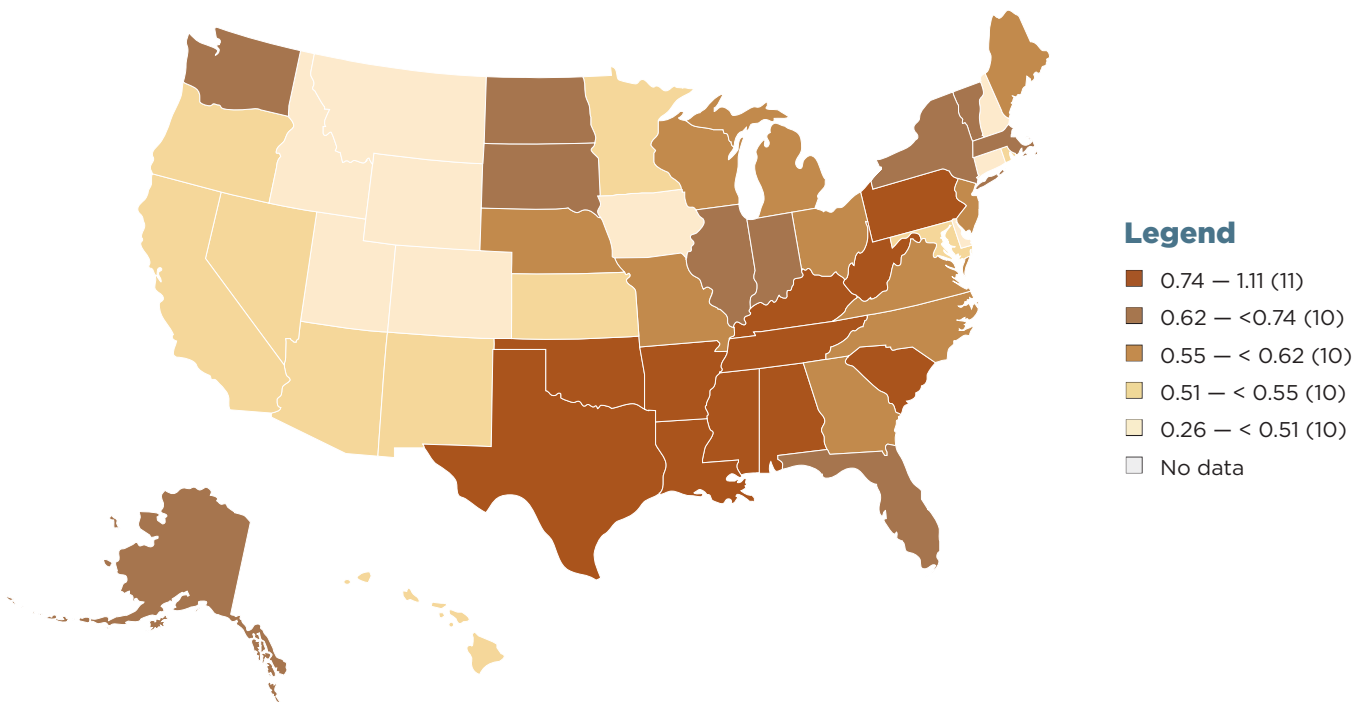 Legend
0.74 — 1.11 (11)
0.62 — <0.74 (10)
0.55 — < 0.62 (10)
0.51 — < 0.55 (10)
0.26 — < 0.51 (10)
No data